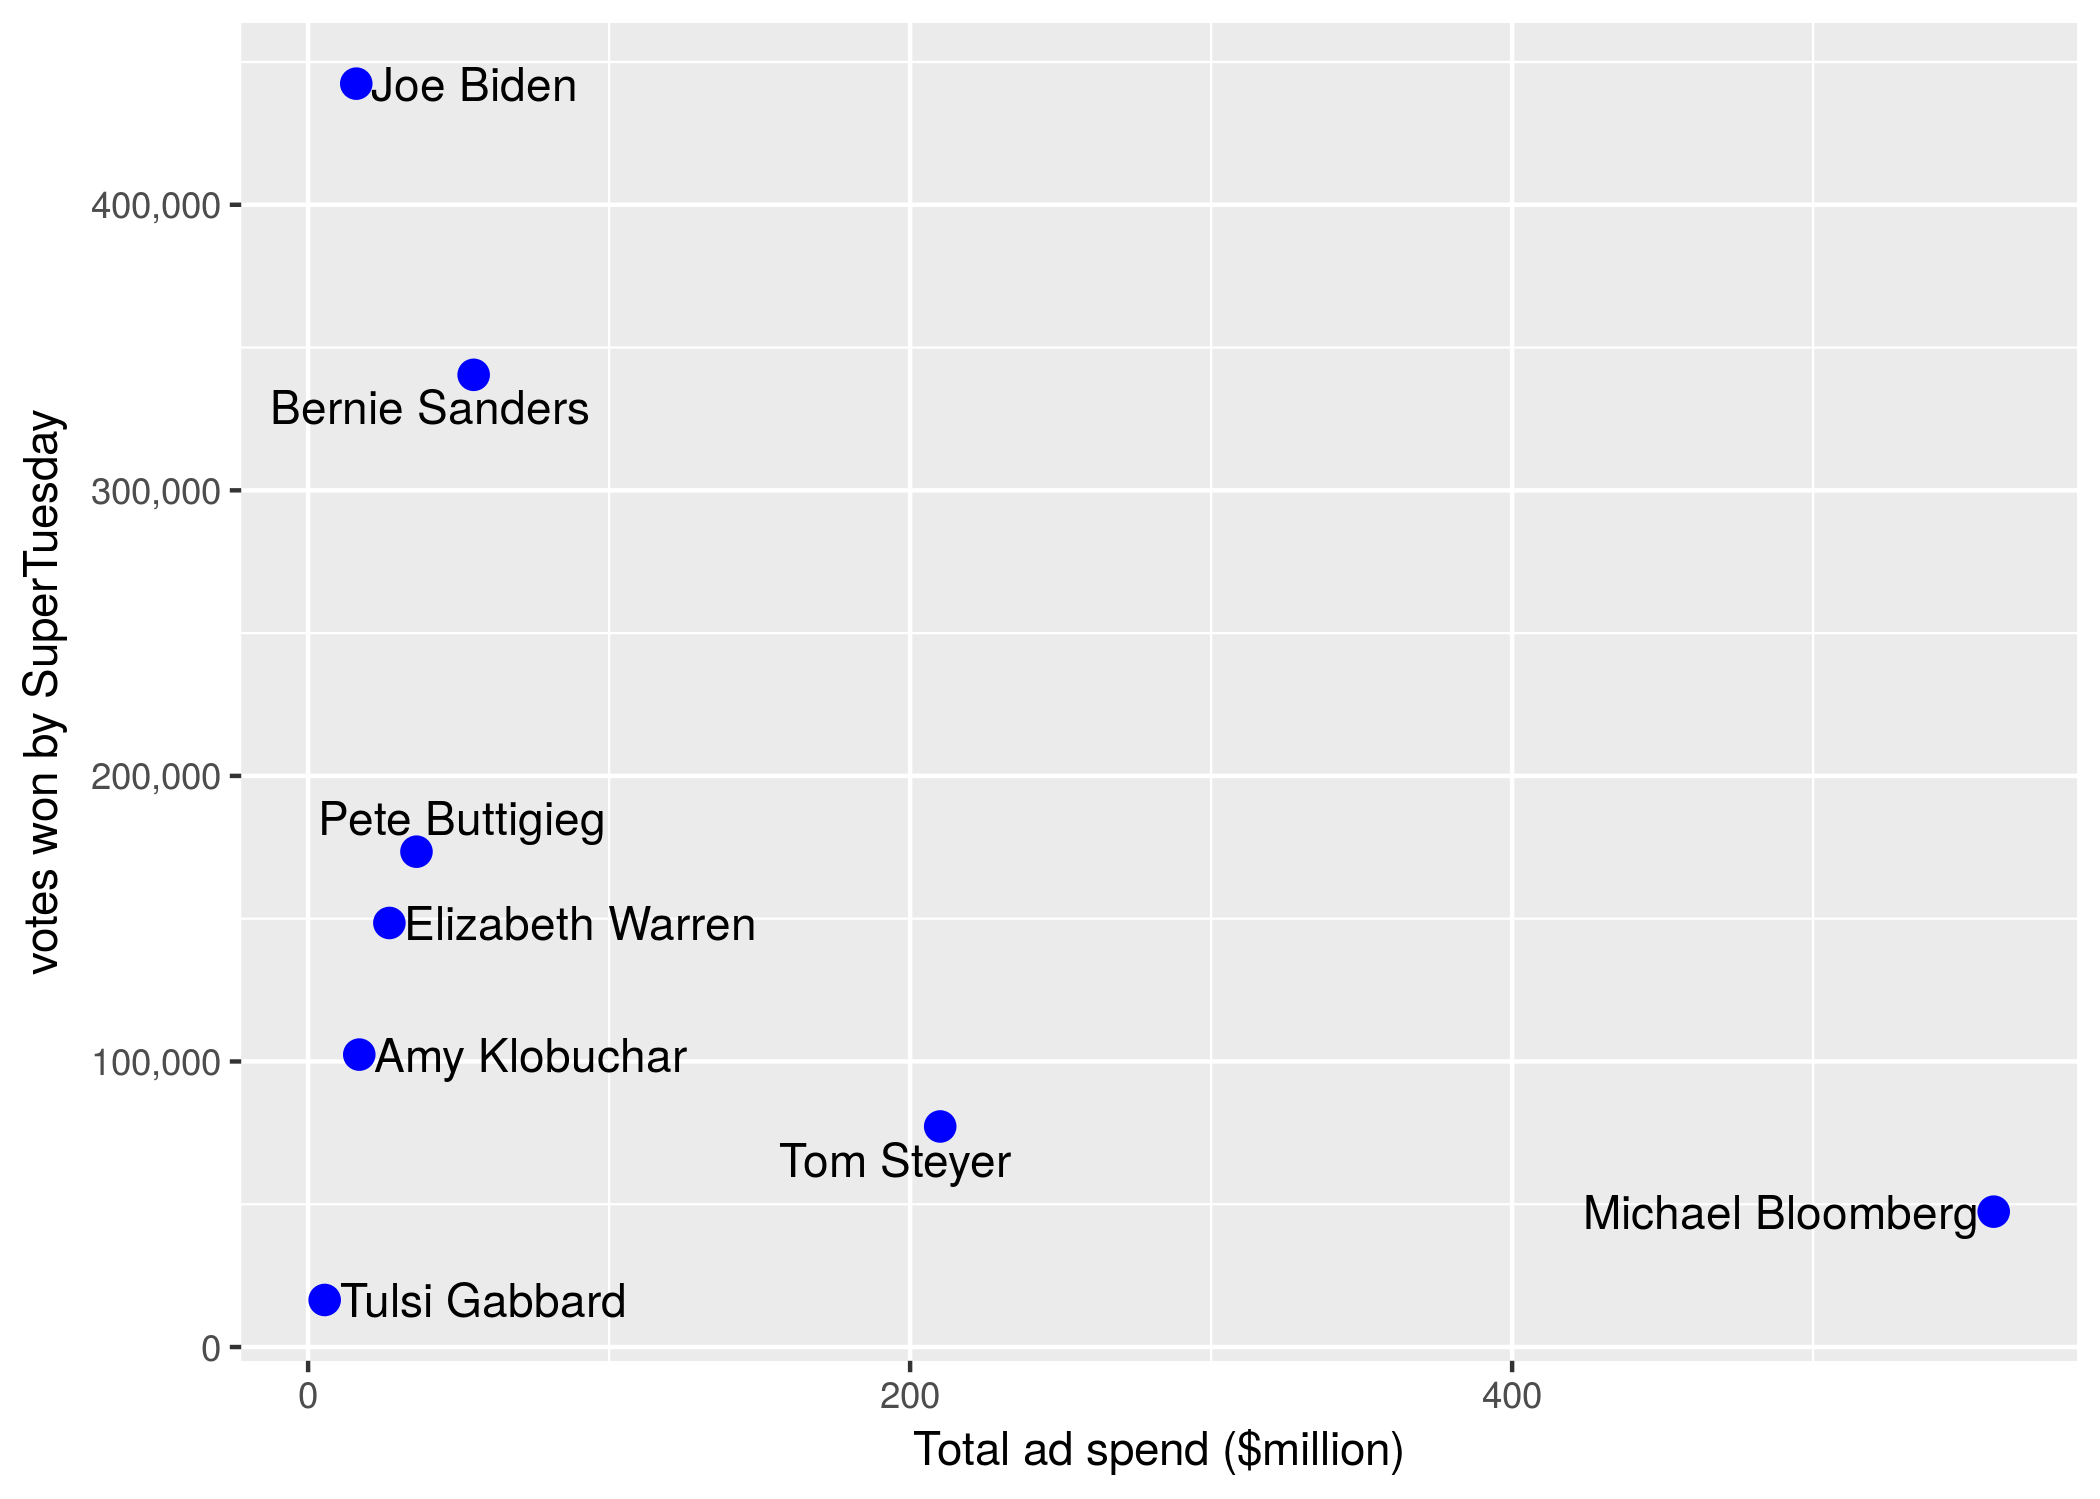 Joe Biden
400,000
Bernie Sanders
300,000
votes won by SuperTuesday
200,000
Pete Buttigieg
Elizabeth Warren
100,000
Amy Klobuchar
Tom Steyer
Michael Bloomberg
Tulsi Gabbard
0
0 200 400
Total ad spend ($million)